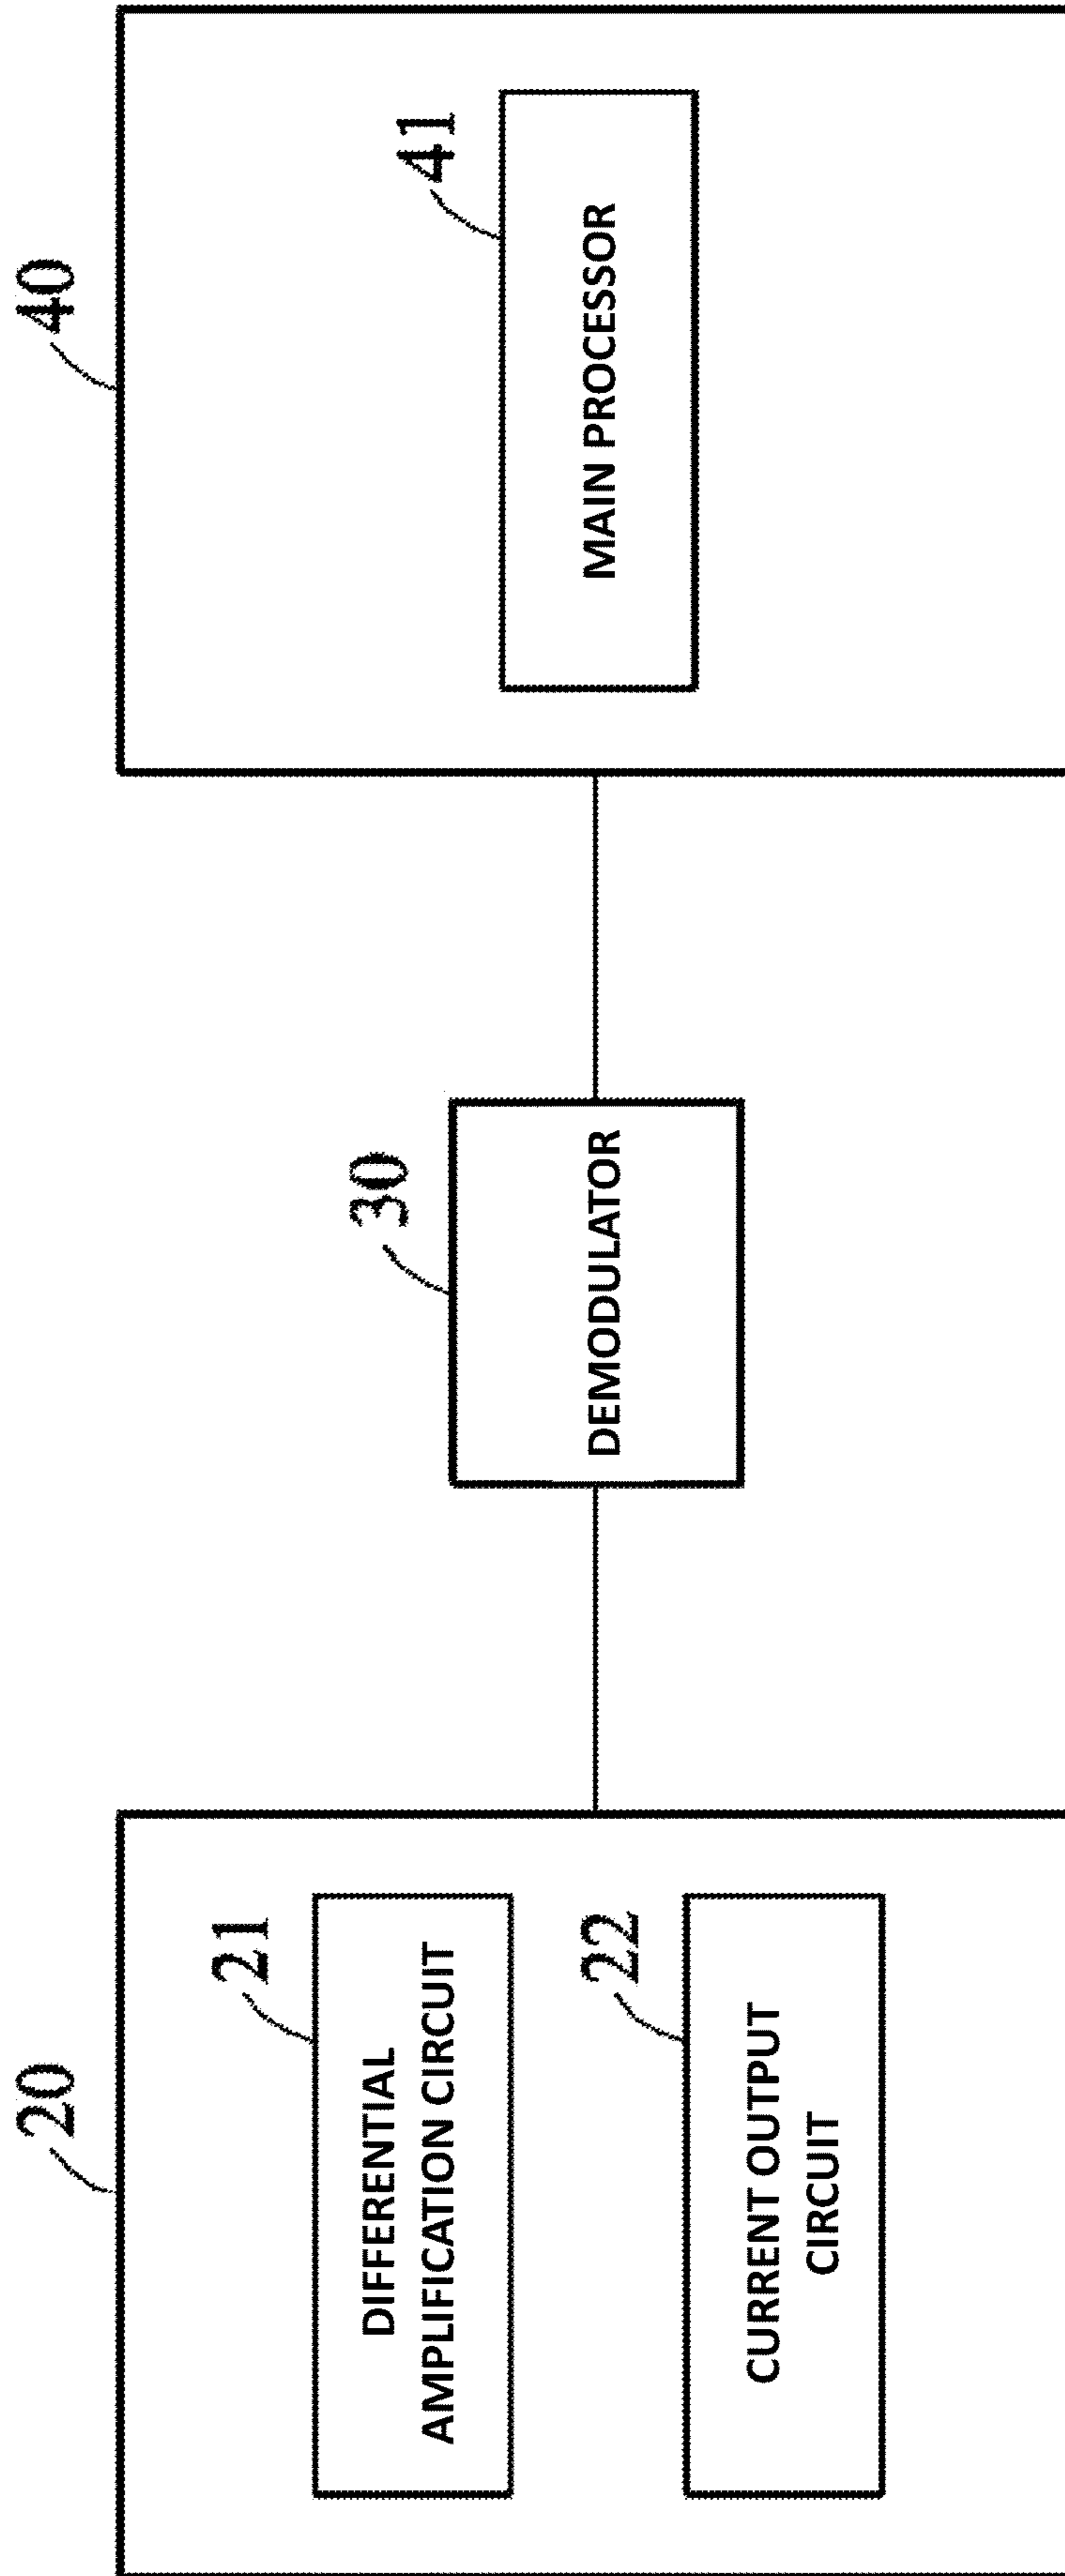 20
21
DIFFERENTIAL
AMPLIFICATION CIRCUIT
22
CURRENT OUTPUT
CIRCUIT
30
DEMODULATOR
40
41
MAIN PROCESSOR